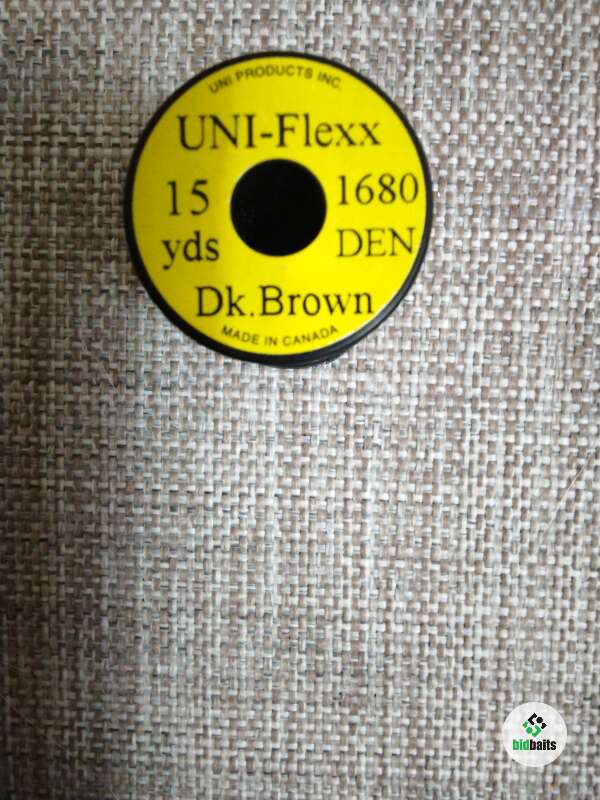 UNI PRODUCTS INC.
UNI-Flexx
15 1680
yds DEN
Dk.Brown
MADE IN CANADA
bidbaits